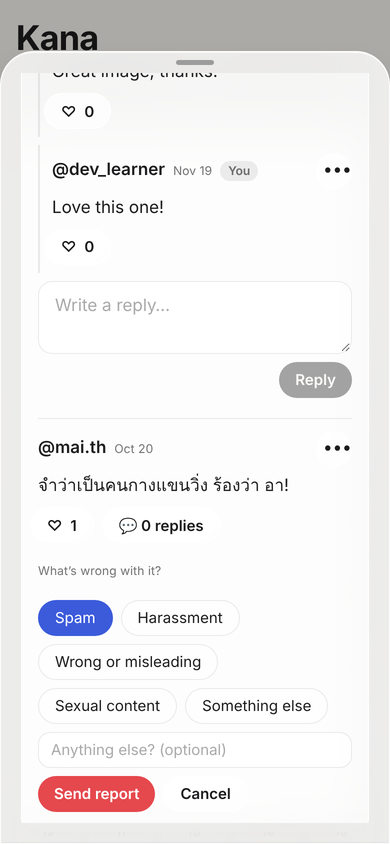 Kana
Great image, thanks!
♡ 0
@dev_learner Nov 19 You •••
Love this one!
♡ 0
Write a reply...
Reply
@mai.th Oct 20 •••
จำว่าเป็นคนกางแขนวิ่ง ร้องว่า อา!
♡ 1 💬 0 replies
What's wrong with it?
Spam Harassment
Wrong or misleading
Sexual content Something else
Anything else? (optional)
Send report Cancel